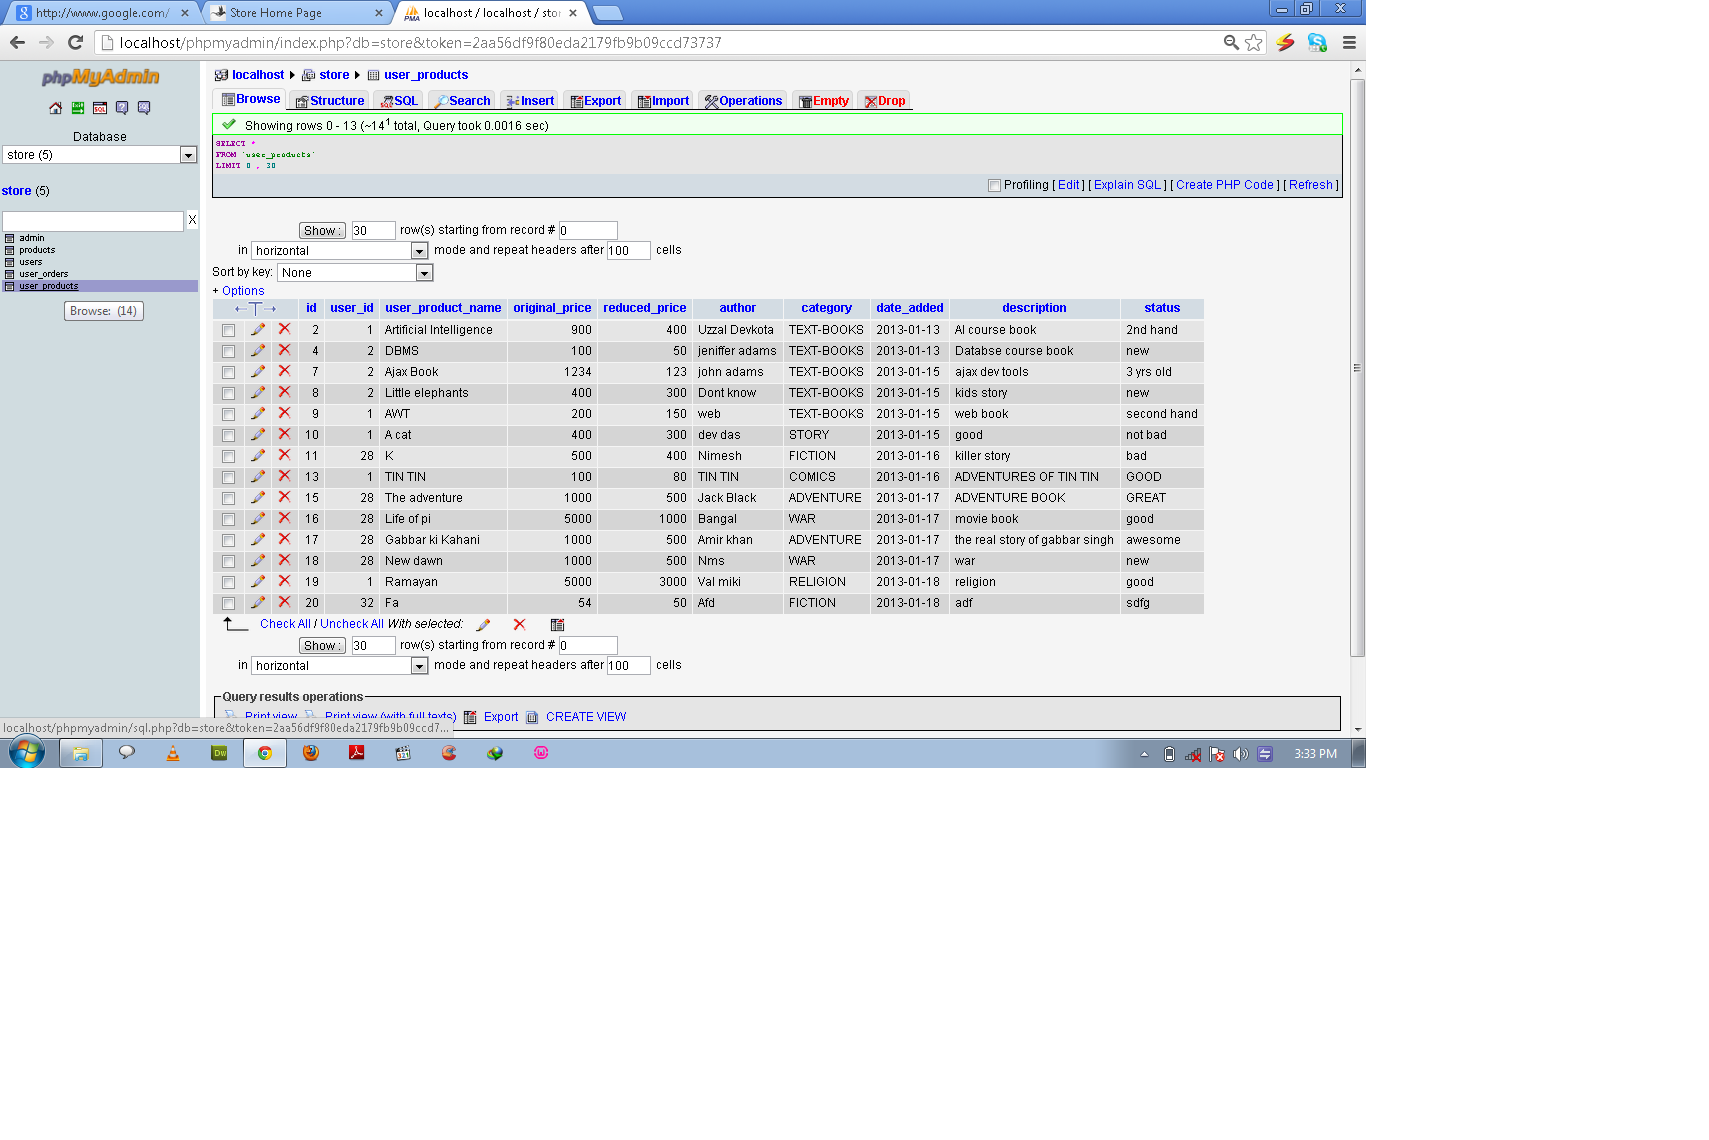 http://www.google.com/
Store Home Page
localhost / localhost / sto
localhost/phpmyadmin/index.php?db=store&token=2aa56df9f80eda2179fb9b09ccd73737
phpMyAdmin
Database
store (5)
store (5)
X
admin
products
users
user_orders
user_products
Browse: (14)
localhost store user_products
Browse Structure SQL Search Insert Export Import Operations Empty Drop
Showing rows 0 - 13 (~14¹ total, Query took 0.0016 sec)
SELECT *
FROM `user_products`
LIMIT 0 , 30
Profiling [ Edit ] [ Explain SQL ] [ Create PHP Code ] [ Refresh ]
Show : 30 row(s) starting from record # 0
in horizontal mode and repeat headers after 100 cells
Sort by key: None
+ Options
id user_id user_product_name original_price reduced_price author category date_added description status
2 1 Artificial Intelligence 900 400 Uzzal Devkota TEXT-BOOKS 2013-01-13 AI course book 2nd hand
4 2 DBMS 100 50 jeniffer adams TEXT-BOOKS 2013-01-13 Databse course book new
7 2 Ajax Book 1234 123 john adams TEXT-BOOKS 2013-01-15 ajax dev tools 3 yrs old
8 2 Little elephants 400 300 Dont know TEXT-BOOKS 2013-01-15 kids story new
9 1 AWT 200 150 web TEXT-BOOKS 2013-01-15 web book second hand
10 1 A cat 400 300 dev das STORY 2013-01-15 good not bad
11 28 K 500 400 Nimesh FICTION 2013-01-16 killer story bad
13 1 TIN TIN 100 80 TIN TIN COMICS 2013-01-16 ADVENTURES OF TIN TIN GOOD
15 28 The adventure 1000 500 Jack Black ADVENTURE 2013-01-17 ADVENTURE BOOK GREAT
16 28 Life of pi 5000 1000 Bangal WAR 2013-01-17 movie book good
17 28 Gabbar ki Kahani 1000 500 Amir khan ADVENTURE 2013-01-17 the real story of gabbar singh awesome
18 28 New dawn 1000 500 Nms WAR 2013-01-17 war new
19 1 Ramayan 5000 3000 Val miki RELIGION 2013-01-18 religion good
20 32 Fa 54 50 Afd FICTION 2013-01-18 adf sdfg
Check All / Uncheck All With selected:
Show : 30 row(s) starting from record # 0
in horizontal mode and repeat headers after 100 cells
Query results operations
Print view Print view (with full texts) Export CREATE VIEW
localhost/phpmyadmin/sql.php?db=store&token=2aa56df9f80eda2179fb9b09ccd7...
Dw
3:33 PM